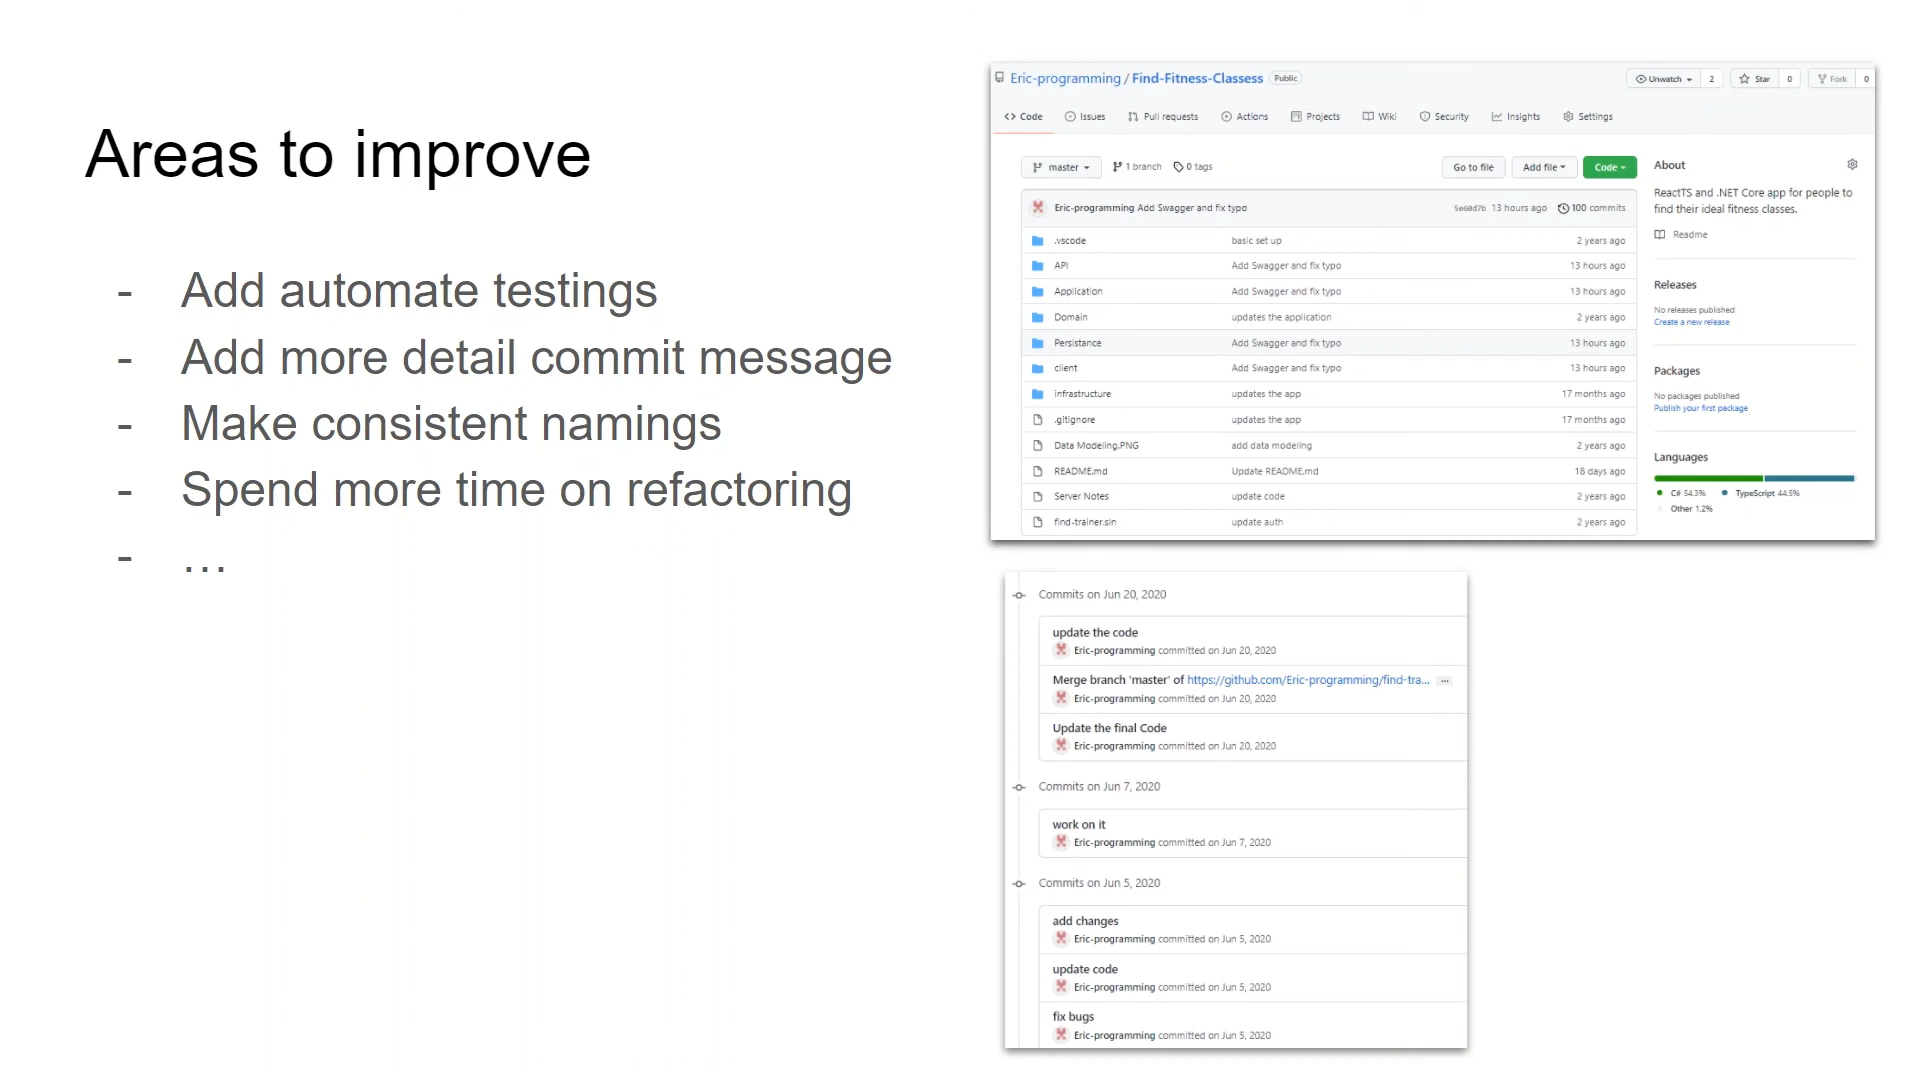 Areas to improve
- Add automate testings
- Add more detail commit message
- Make consistent namings
- Spend more time on refactoring
- …
Eric-programming / Find-Fitness-Classess Public
Unwatch 2 Star 0 Fork 0
Code Issues Pull requests Actions Projects Wiki Security Insights Settings
master 1 branch 0 tags Go to file Add file Code
Eric-programming Add Swagger and fix typo 5e60d7b 13 hours ago 100 commits
.vscode basic set up 2 years ago
API Add Swagger and fix typo 13 hours ago
Application Add Swagger and fix typo 13 hours ago
Domain updates the application 2 years ago
Persistance Add Swagger and fix typo 13 hours ago
client Add Swagger and fix typo 13 hours ago
infrastructure updates the app 17 months ago
.gitignore updates the app 17 months ago
Data Modeling.PNG add data modeling 2 years ago
README.md Update README.md 18 days ago
Server Notes update code 2 years ago
find-trainer.sln update auth 2 years ago
About
ReactTS and .NET Core app for people to
find their ideal fitness classes.
Readme
Releases
No releases published
Create a new release
Packages
No packages published
Publish your first package
Languages
C# 54.3% TypeScript 44.5%
Other 1.2%
Commits on Jun 20, 2020
update the code
Eric-programming committed on Jun 20, 2020
Merge branch 'master' of https://github.com/Eric-programming/find-tra... ...
Eric-programming committed on Jun 20, 2020
Update the final Code
Eric-programming committed on Jun 20, 2020
Commits on Jun 7, 2020
work on it
Eric-programming committed on Jun 7, 2020
Commits on Jun 5, 2020
add changes
Eric-programming committed on Jun 5, 2020
update code
Eric-programming committed on Jun 5, 2020
fix bugs
Eric-programming committed on Jun 5, 2020